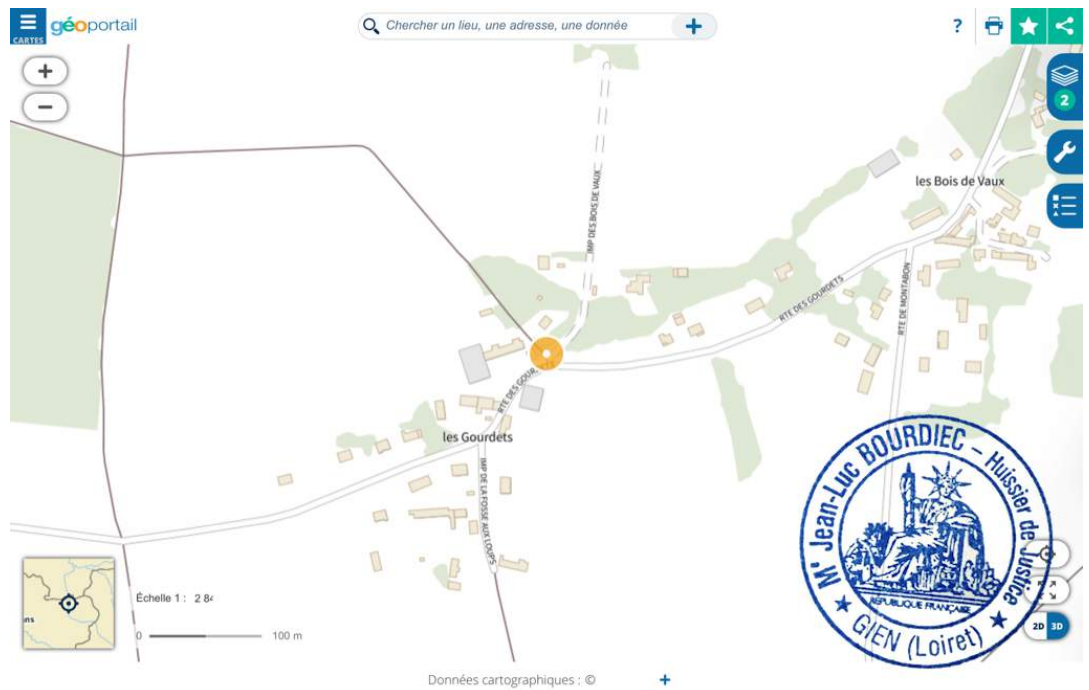 CARTES
géoportail
Chercher un lieu, une adresse, une donnée
?
2
les Bois de Vaux
IMP DES BOIS DE VAUX
RTE DES GOURDETS
RTE DE MONTABON
RTE DES GOUR
les Gourdets
IMP DE LA FOSSE AUX LOUPS
Mᵉ Jean-Luc BOURDIEC – Huissier de Justice
RÉPUBLIQUE FRANÇAISE
★ GIEN (Loiret) ★
2D 3D
Échelle 1 : 2 84
0 100 m
Données cartographiques : ©